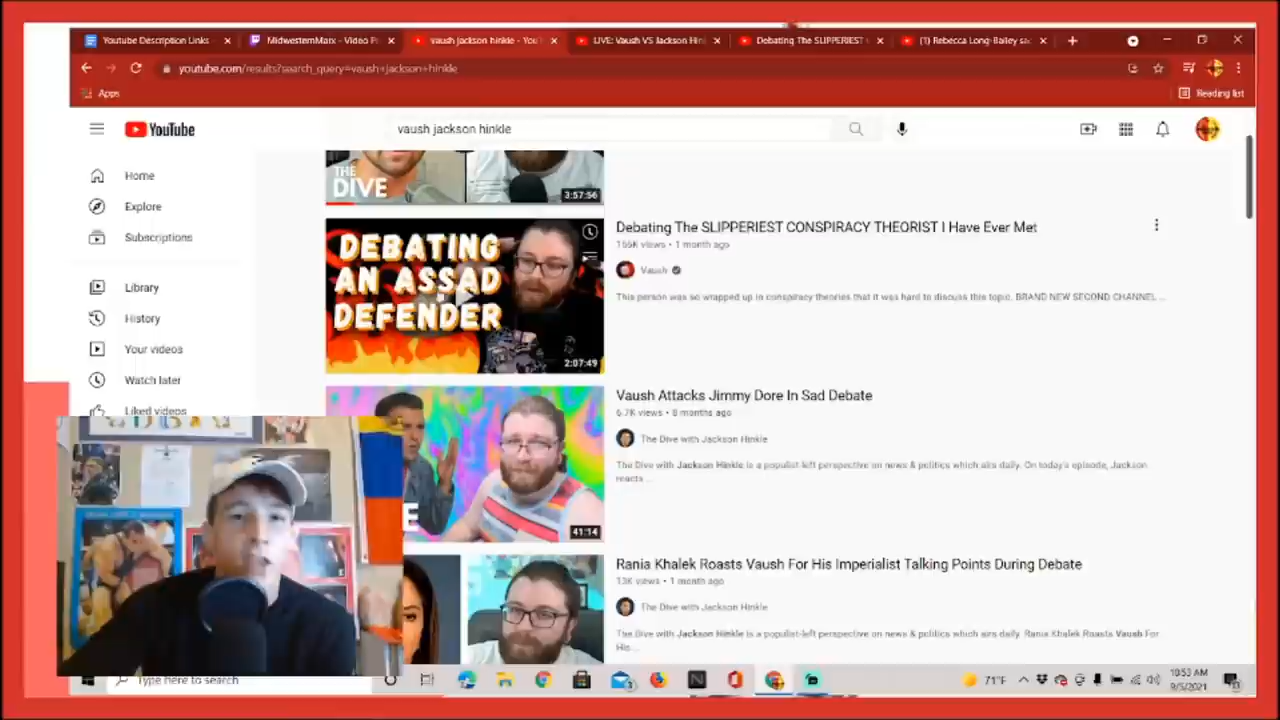 Youtube Description Links -
MidwesternMarx - Video P
vaush jackson hinkle - You
LIVE: Vaush VS Jackson Hin
Debating The SLIPPERIEST
(1) Rebecca Long-Bailey sa
youtube.com/results?search_query=vaush+jackson+hinkle
Apps
Reading list
YouTube
vaush jackson hinkle
Home
Explore
Subscriptions
Library
History
Your videos
Watch later
Liked videos
THE
DIVE
3:57:56
DEBATING
AN ASSAD
DEFENDER
2:07:49
Debating The SLIPPERIEST CONSPIRACY THEORIST I Have Ever Met
166K views • 1 month ago
Vaush
This person was so wrapped up in conspiracy theories that it was hard to discuss this topic. BRAND NEW SECOND CHANNEL ...
E
41:14
Vaush Attacks Jimmy Dore In Sad Debate
6.7K views • 8 months ago
The Dive with Jackson Hinkle
The Dive with Jackson Hinkle is a populist-left perspective on news & politics which airs daily. On today's episode, Jackson
reacts ...
Rania Khalek Roasts Vaush For His Imperialist Talking Points During Debate
13K views • 1 month ago
The Dive with Jackson Hinkle
The Dive with Jackson Hinkle is a populist-left perspective on news & politics which airs daily. Rania Khalek Roasts Vaush For
His...
Type here to search
71°F
10:53 AM
9/5/2021